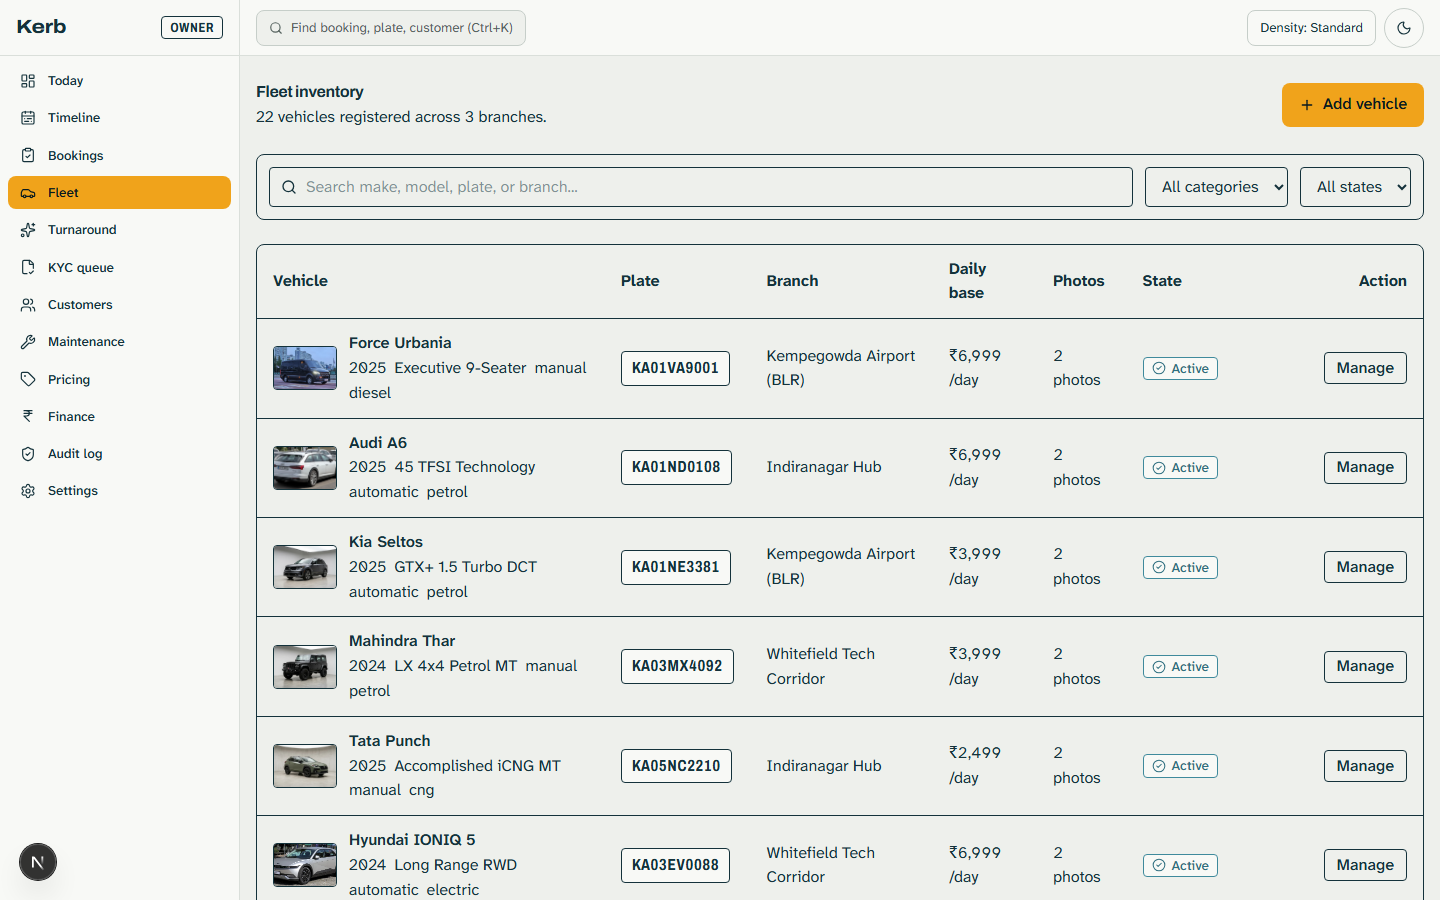 Kerb
OWNER
Find booking, plate, customer (Ctrl+K)
Density: Standard
Today
Timeline
Bookings
Fleet
Turnaround
KYC queue
Customers
Maintenance
Pricing
Finance
Audit log
Settings
N
Fleet inventory
22 vehicles registered across 3 branches.
+ Add vehicle
Search make, model, plate, or branch...
All categories
All states
Vehicle
Plate
Branch
Daily
base
Photos
State
Action
Force Urbania
2025 Executive 9-Seater manual
diesel
KA01VA9001
Kempegowda Airport
(BLR)
₹6,999
/day
2
photos
Active
Manage
Audi A6
2025 45 TFSI Technology
automatic petrol
KA01ND0108
Indiranagar Hub
₹6,999
/day
2
photos
Active
Manage
Kia Seltos
2025 GTX+ 1.5 Turbo DCT
automatic petrol
KA01NE3381
Kempegowda Airport
(BLR)
₹3,999
/day
2
photos
Active
Manage
Mahindra Thar
2024 LX 4x4 Petrol MT manual
petrol
KA03MX4092
Whitefield Tech
Corridor
₹3,999
/day
2
photos
Active
Manage
Tata Punch
2025 Accomplished iCNG MT
manual cng
KA05NC2210
Indiranagar Hub
₹2,499
/day
2
photos
Active
Manage
Hyundai IONIQ 5
2024 Long Range RWD
automatic electric
KA03EV0088
Whitefield Tech
Corridor
₹6,999
/day
2
photos
Active
Manage